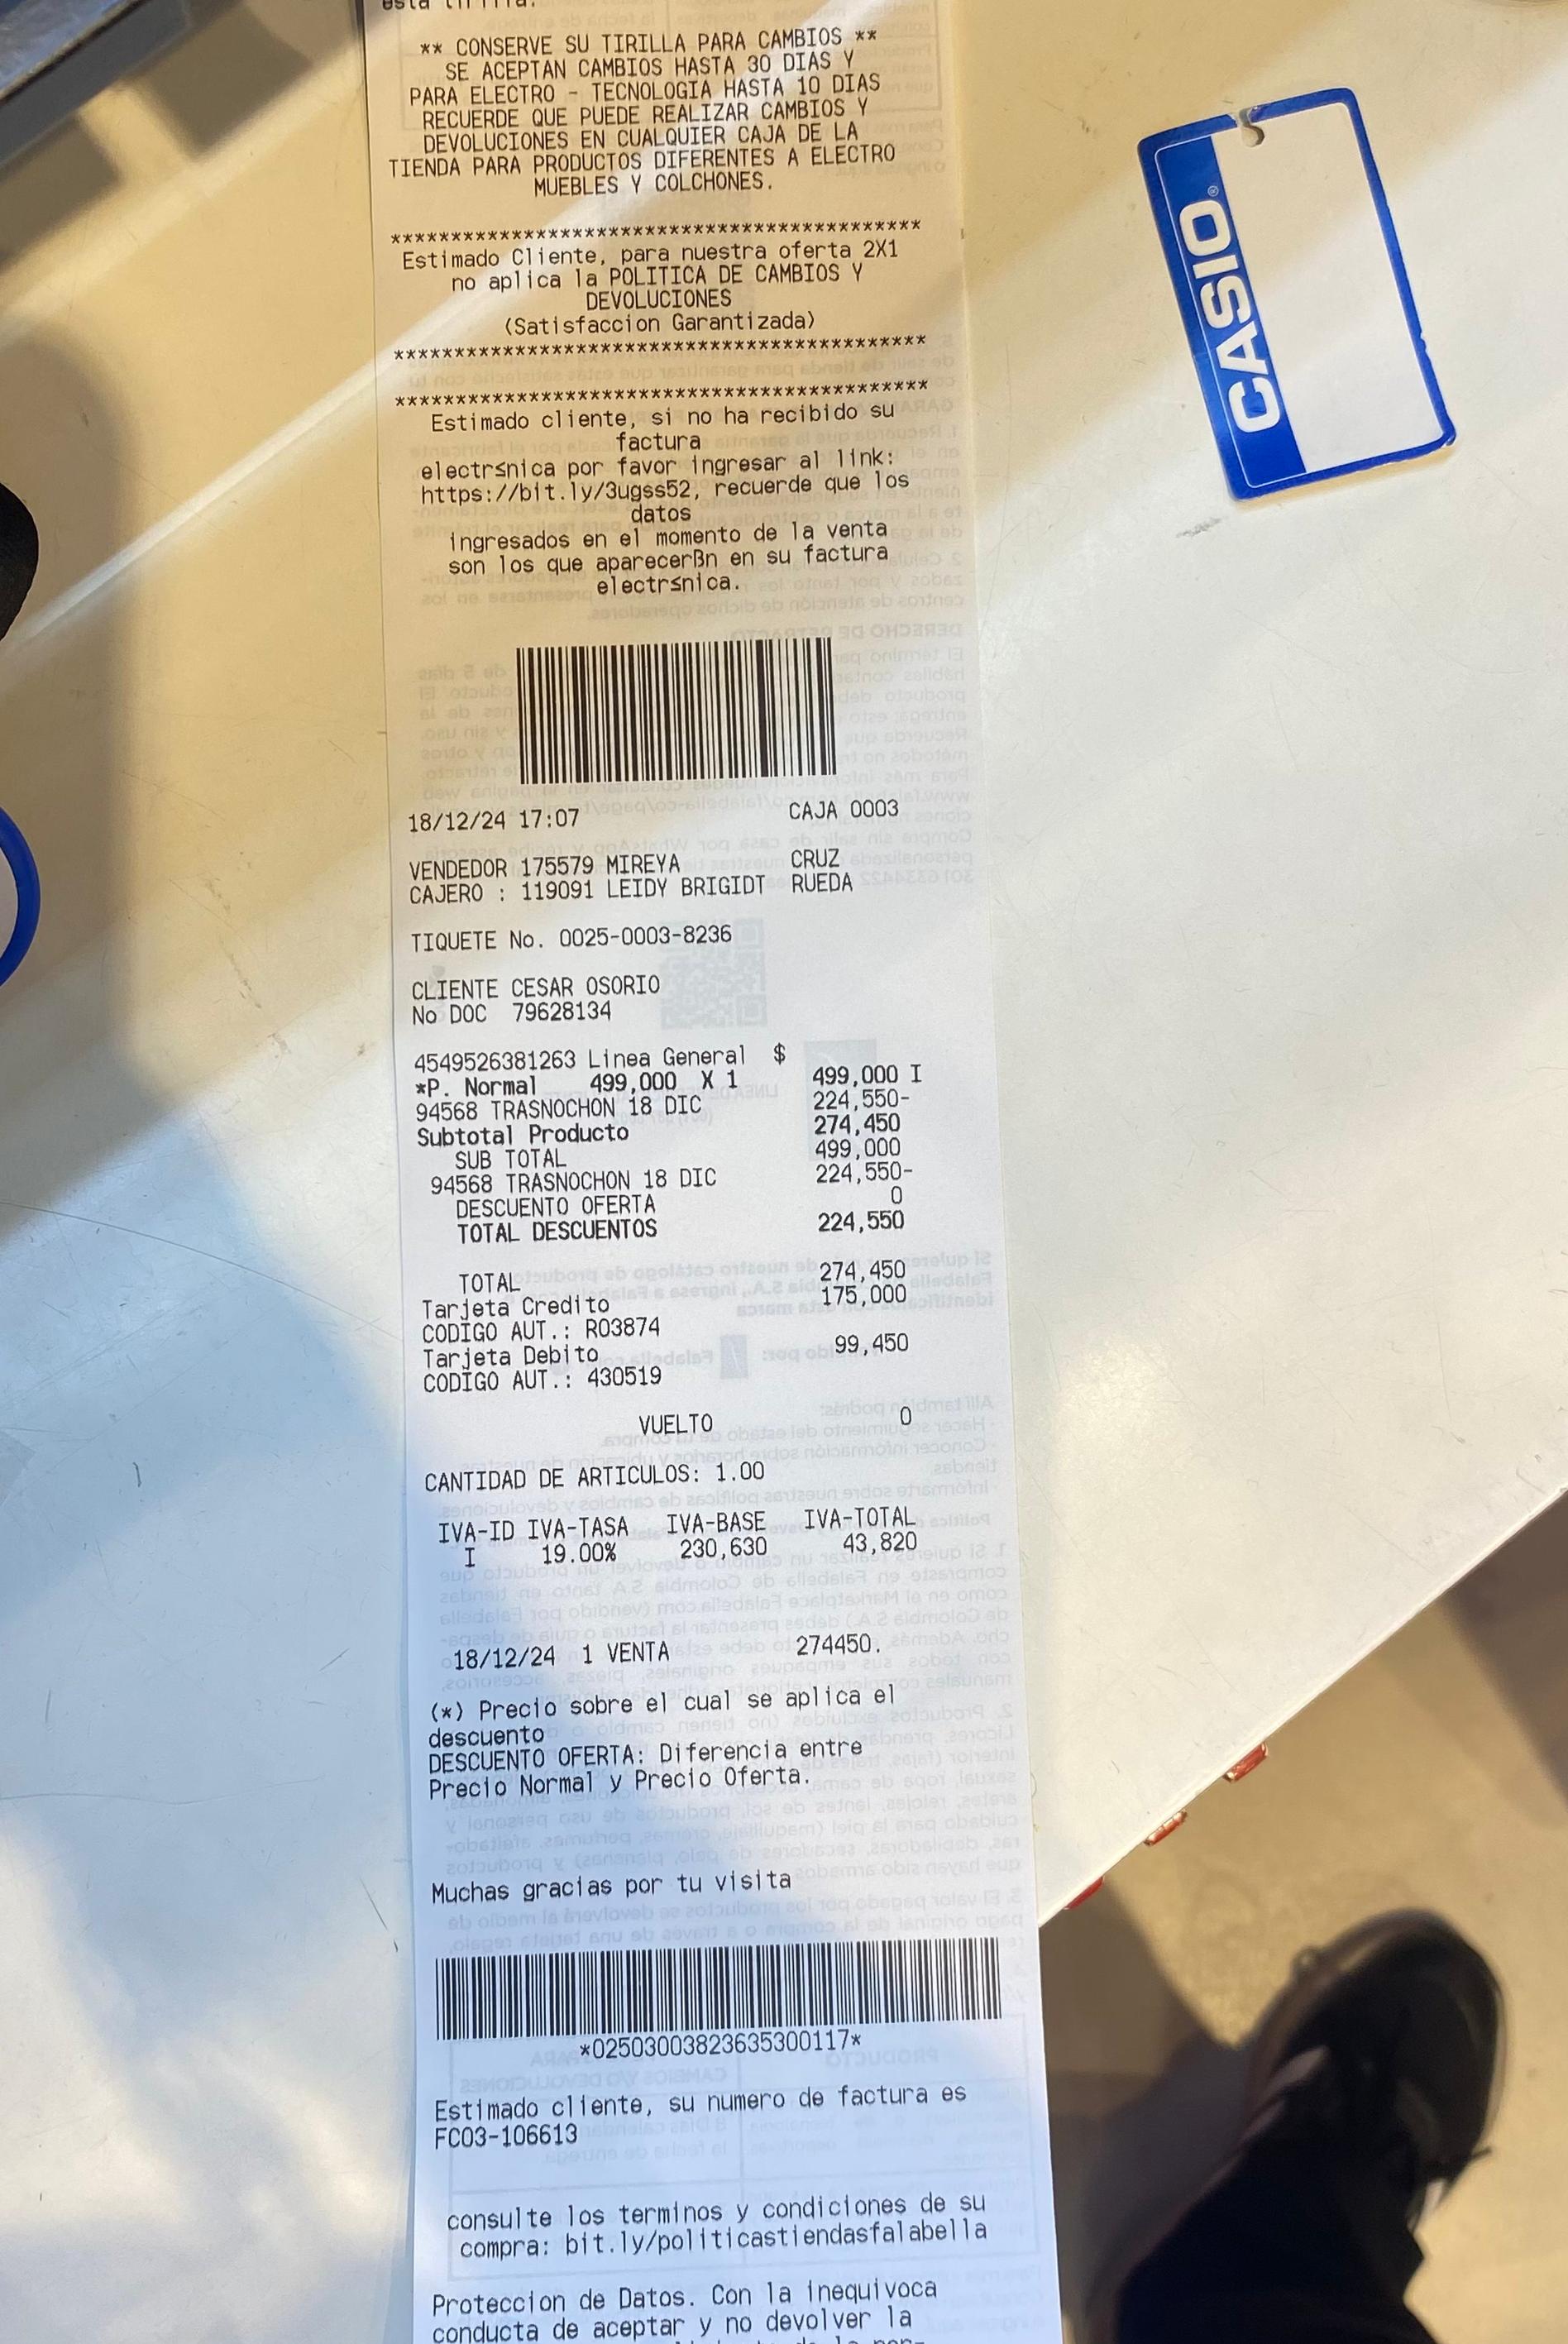 esta tirilla.
** CONSERVE SU TIRILLA PARA CAMBIOS **
SE ACEPTAN CAMBIOS HASTA 30 DIAS Y
PARA ELECTRO - TECNOLOGIA HASTA 10 DIAS
RECUERDE QUE PUEDE REALIZAR CAMBIOS Y
DEVOLUCIONES EN CUALQUIER CAJA DE LA
TIENDA PARA PRODUCTOS DIFERENTES A ELECTRO
MUEBLES Y COLCHONES.
*******************************************
Estimado Cliente, para nuestra oferta 2X1
no aplica la POLITICA DE CAMBIOS Y
DEVOLUCIONES
(Satisfaccion Garantizada)
*******************************************
*******************************************
Estimado cliente, si no ha recibido su
factura
electr≤nica por favor ingresar al link:
https://bit.ly/3ugss52, recuerde que los
datos
ingresados en el momento de la venta
son los que aparecerßn en su factura
electr≤nica.
18/12/24 17:07 CAJA 0003
VENDEDOR 175579 MIREYA CRUZ
CAJERO : 119091 LEIDY BRIGIDT RUEDA
TIQUETE No. 0025-0003-8236
CLIENTE CESAR OSORIO
No DOC 79628134
4549526381263 Linea General $
*P. Normal 499,000 X 1 499,000 I
94568 TRASNOCHON 18 DIC 224,550-
Subtotal Producto 274,450
SUB TOTAL 499,000
94568 TRASNOCHON 18 DIC 224,550-
DESCUENTO OFERTA 0
TOTAL DESCUENTOS 224,550
TOTAL 274,450
Tarjeta Credito 175,000
CODIGO AUT.: R03874
Tarjeta Debito 99,450
CODIGO AUT.: 430519
VUELTO 0
CANTIDAD DE ARTICULOS: 1.00
IVA-ID IVA-TASA IVA-BASE IVA-TOTAL
I 19.00% 230,630 43,820
18/12/24 1 VENTA 274450.
(*) Precio sobre el cual se aplica el
descuento
DESCUENTO OFERTA: Diferencia entre
Precio Normal y Precio Oferta.
Muchas gracias por tu visita
*02503003823635300117*
Estimado cliente, su numero de factura es
FC03-106613
consulte los terminos y condiciones de su
compra: bit.ly/politicastiendasfalabella
Proteccion de Datos. Con la inequivoca
conducta de aceptar y no devolver la
CASIO®